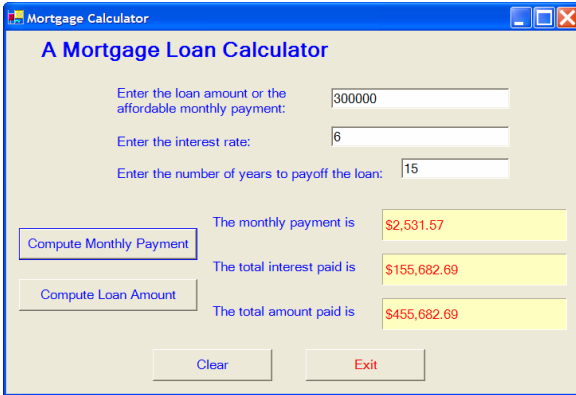 Mortgage Calculator
A Mortgage Loan Calculator
Enter the loan amount or the
affordable monthly payment:
300000
Enter the interest rate:
6
Enter the number of years to payoff the loan:
15
Compute Monthly Payment
The monthly payment is
$2,531.57
The total interest paid is
$155,682.69
Compute Loan Amount
The total amount paid is
$455,682.69
Clear
Exit